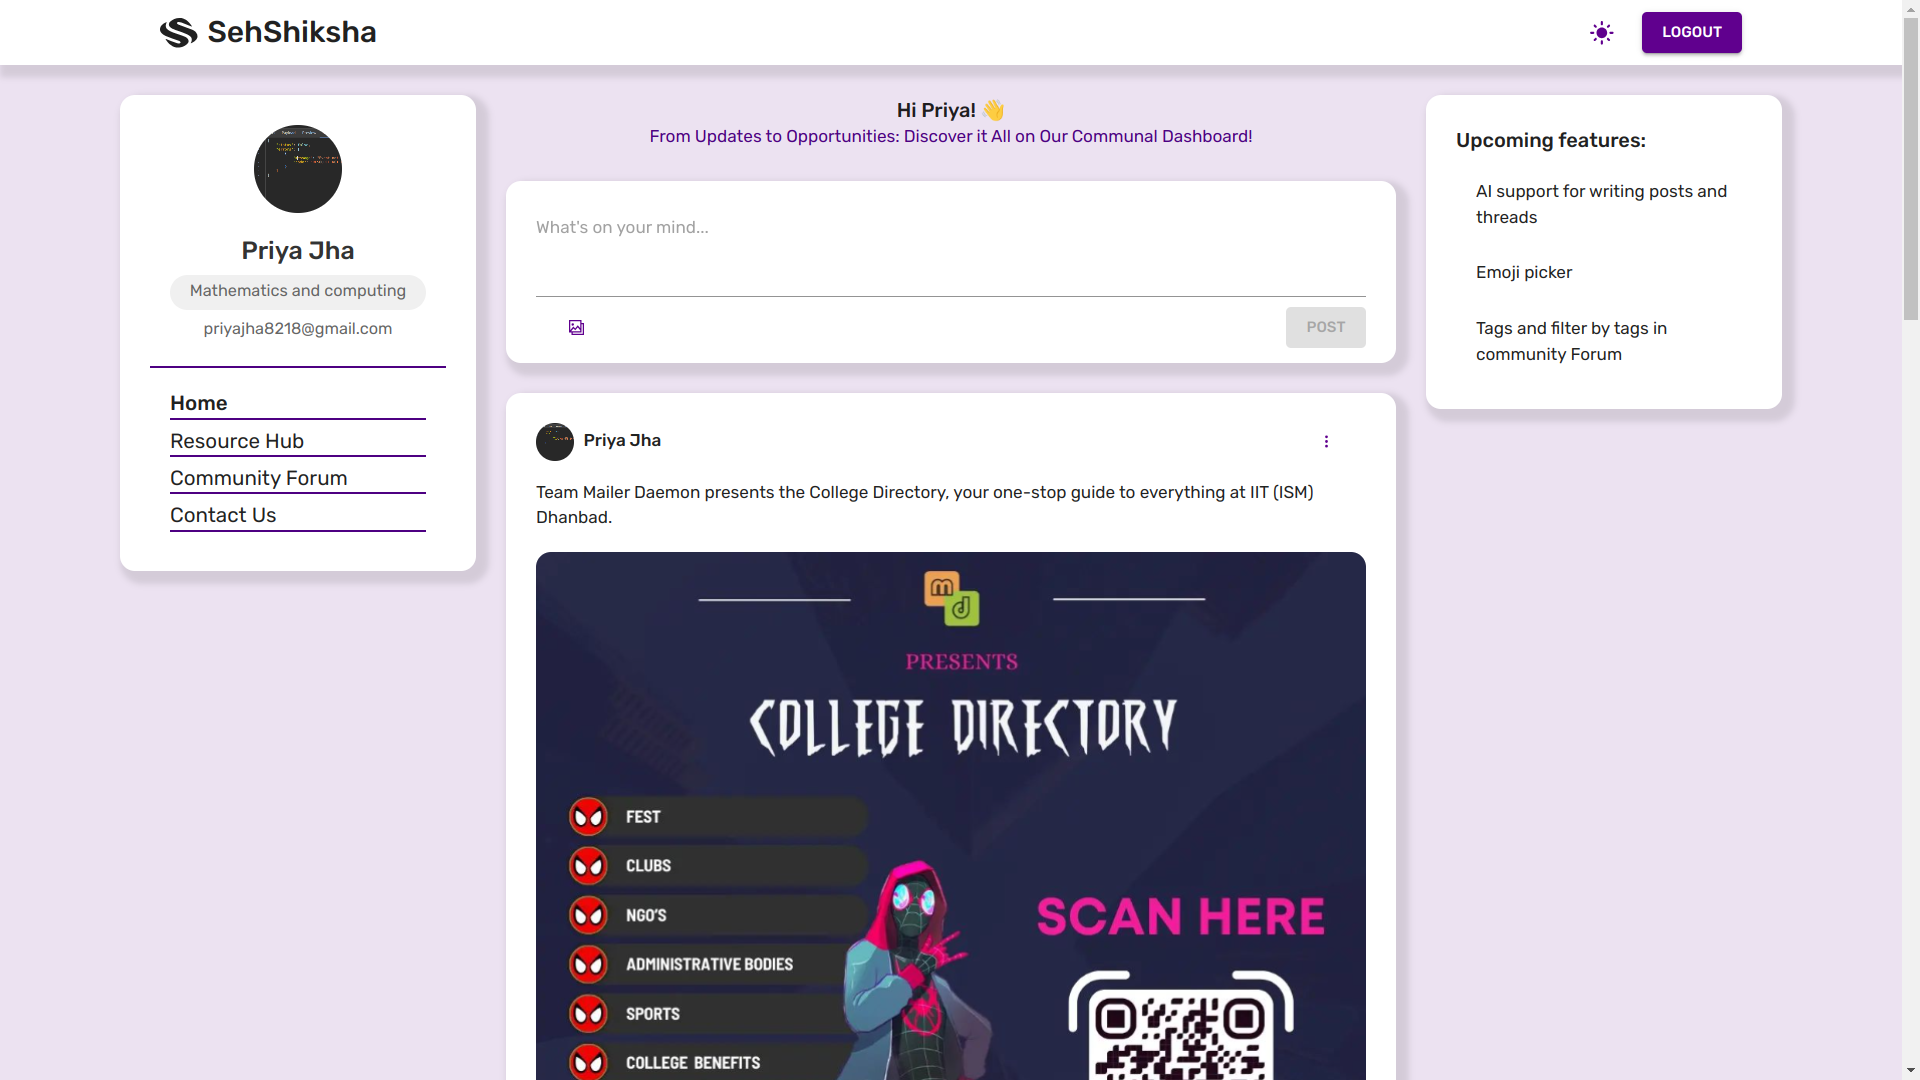 SehShiksha
LOGOUT
Priya Jha
Mathematics and computing
priyajha8218@gmail.com
Home
Resource Hub
Community Forum
Contact Us
Hi Priya! 👋
From Updates to Opportunities: Discover it All on Our Communal Dashboard!
What's on your mind...
POST
Priya Jha
Team Mailer Daemon presents the College Directory, your one-stop guide to everything at IIT (ISM)
Dhanbad.
m
d
PRESENTS
COLLEGE DIRECTORY
FEST
CLUBS
NGO'S
ADMINISTRATIVE BODIES
SPORTS
COLLEGE BENEFITS
SCAN HERE
Upcoming features:
AI support for writing posts and
threads
Emoji picker
Tags and filter by tags in
community Forum